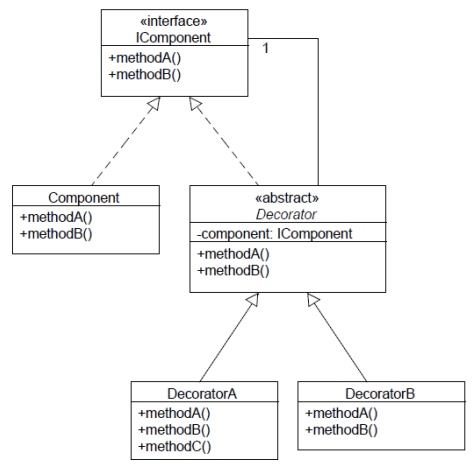 «interface»
IComponent
+methodA()
+methodB()
1
Component
+methodA()
+methodB()
«abstract»
Decorator
-component: IComponent
+methodA()
+methodB()
DecoratorA
+methodA()
+methodB()
+methodC()
DecoratorB
+methodA()
+methodB()